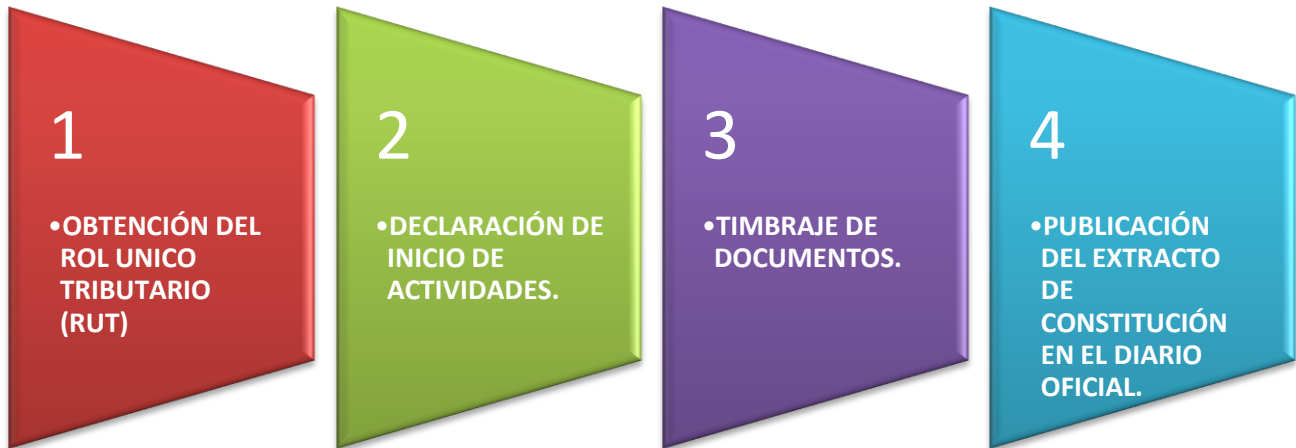 1
•OBTENCIÓN DEL
ROL UNICO
TRIBUTARIO
(RUT)
2
•DECLARACIÓN DE
INICIO DE
ACTIVIDADES.
3
•TIMBRAJE DE
DOCUMENTOS.
4
•PUBLICACIÓN
DEL EXTRACTO
DE
CONSTITUCIÓN
EN EL DIARIO
OFICIAL.